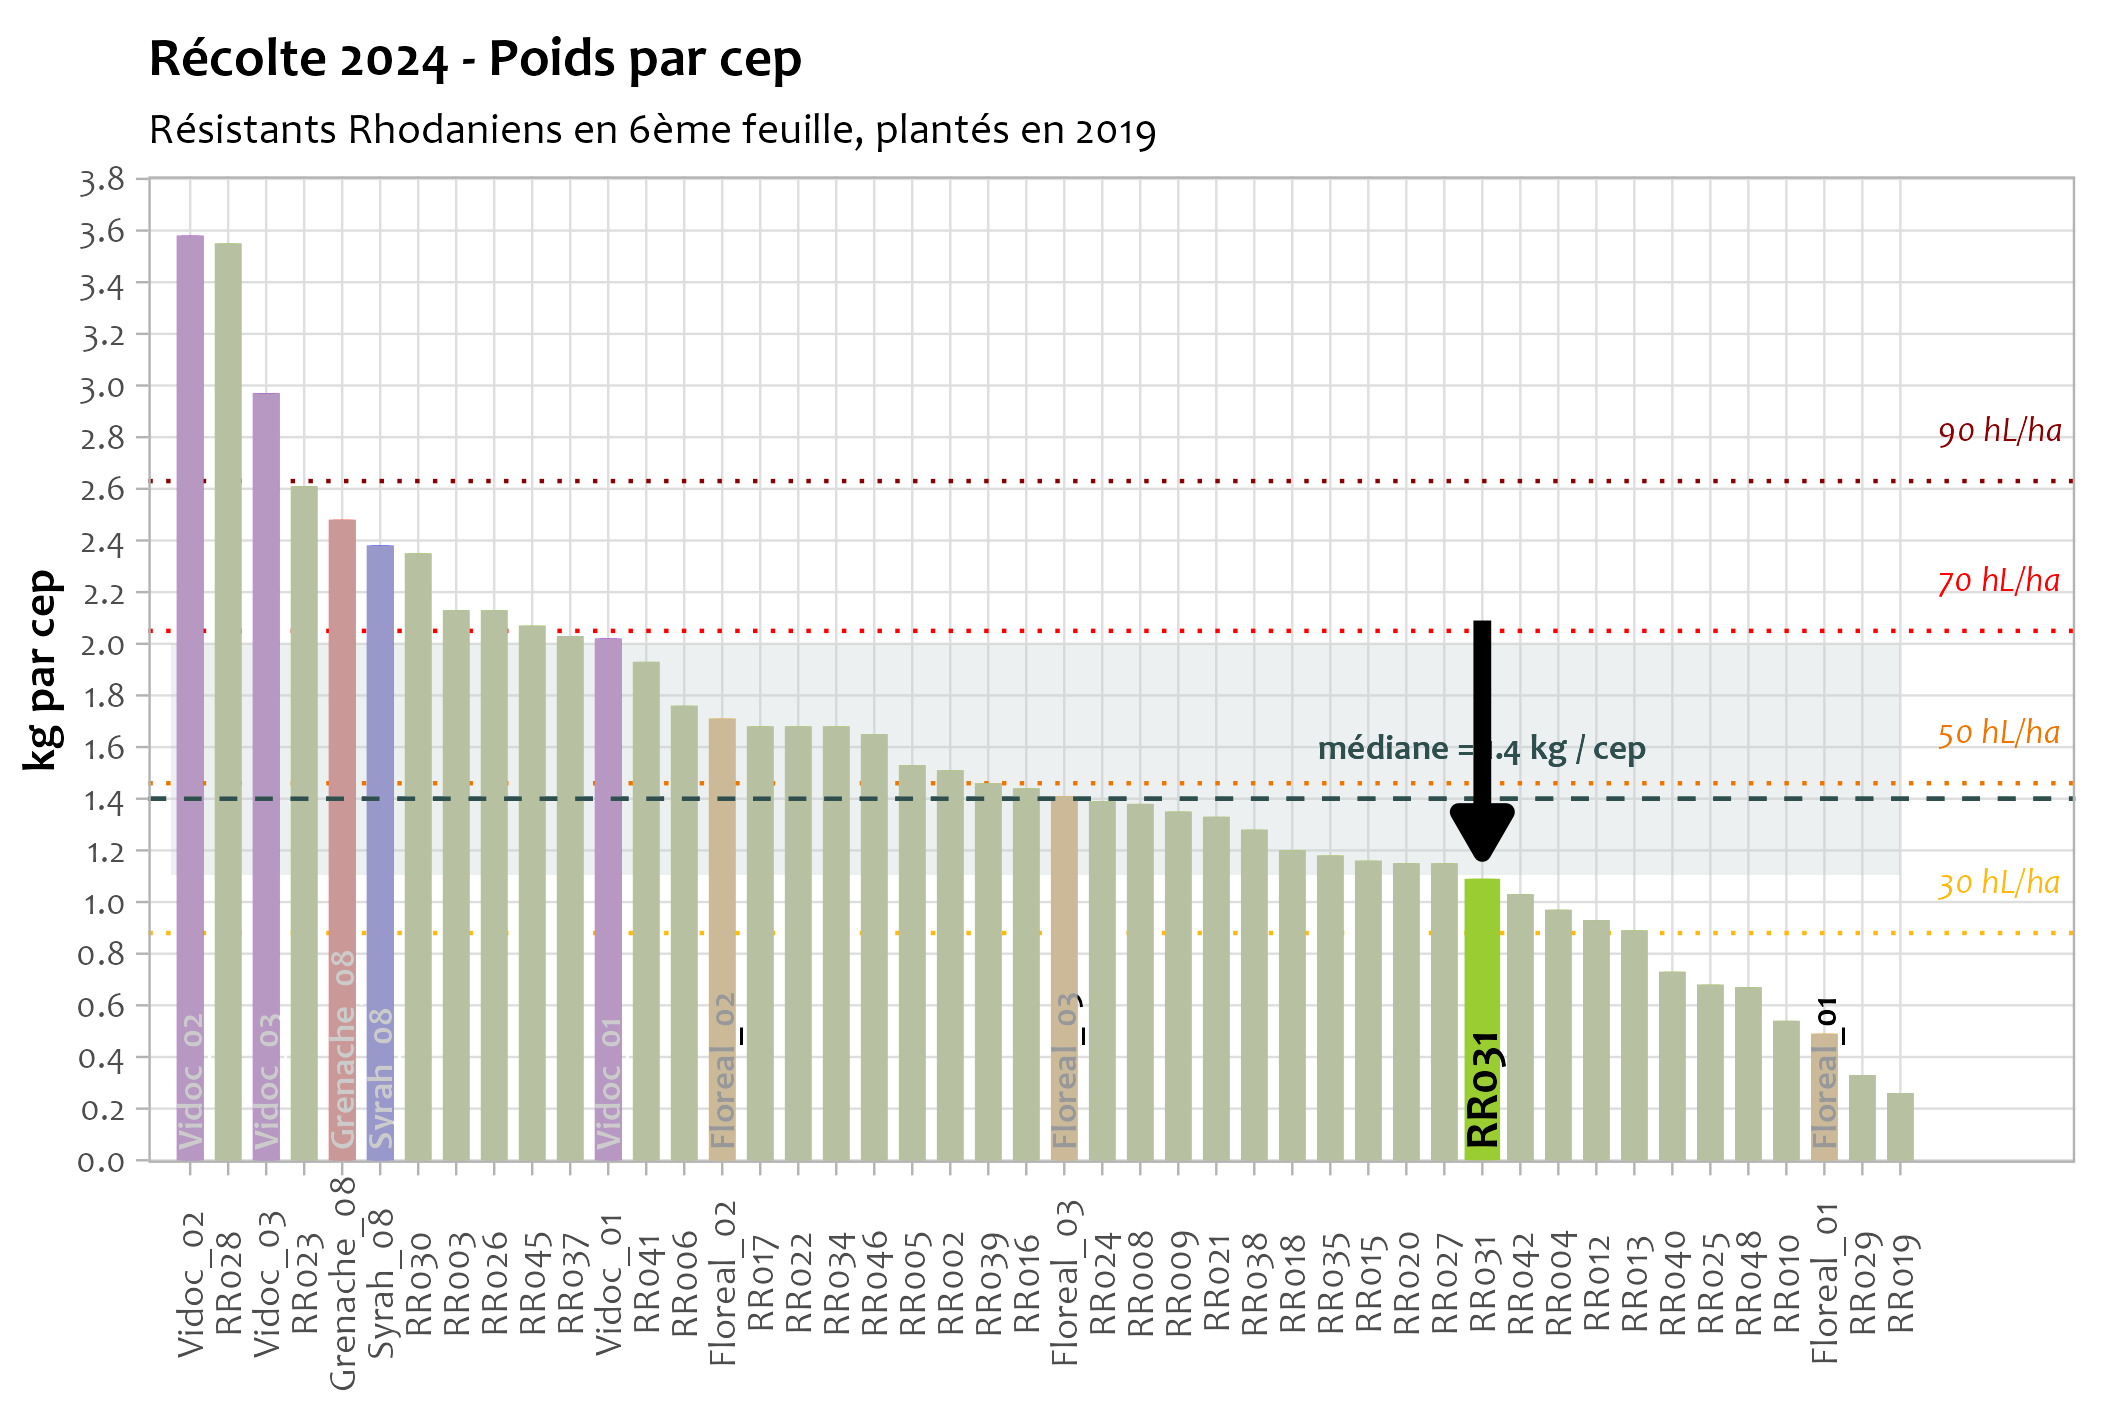 Récolte 2024 - Poids par cep
Résistants Rhodaniens en 6ème feuille, plantés en 2019
kg par cep
3.8
3.6
3.4
3.2
3.0
2.8
2.6
2.4
2.2
2.0
1.8
1.6
1.4
1.2
1.0
0.8
0.6
0.4
0.2
0.0
90 hL/ha
70 hL/ha
50 hL/ha
30 hL/ha
médiane = .4 kg / cep
Vidoc_02
Vidoc_03
Grenache_08
Syrah_08
Vidoc_01
Floreal_02
Floreal_03
RR031
Floreal_01
Vidoc_02
RR028
Vidoc_03
RR023
Grenache_08
Syrah_08
RR030
RR003
RR026
RR045
RR037
Vidoc_01
RR041
RR006
Floreal_02
RR017
RR022
RR034
RR046
RR005
RR002
RR039
RR016
Floreal_03
RR024
RR008
RR009
RR021
RR038
RR018
RR035
RR015
RR020
RR027
RR031
RR042
RR004
RR012
RR013
RR040
RR025
RR048
RR010
Floreal_01
RR029
RR019